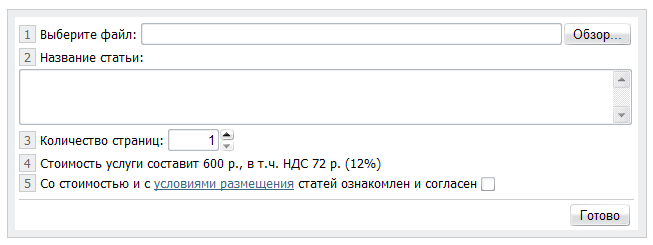 1 Выберите файл: Обзор...
2 Название статьи:
3 Количество страниц: 1
4 Стоимость услуги составит 600 р., в т.ч. НДС 72 р. (12%)
5 Со стоимостью и с условиями размещения статей ознакомлен и согласен
Готово